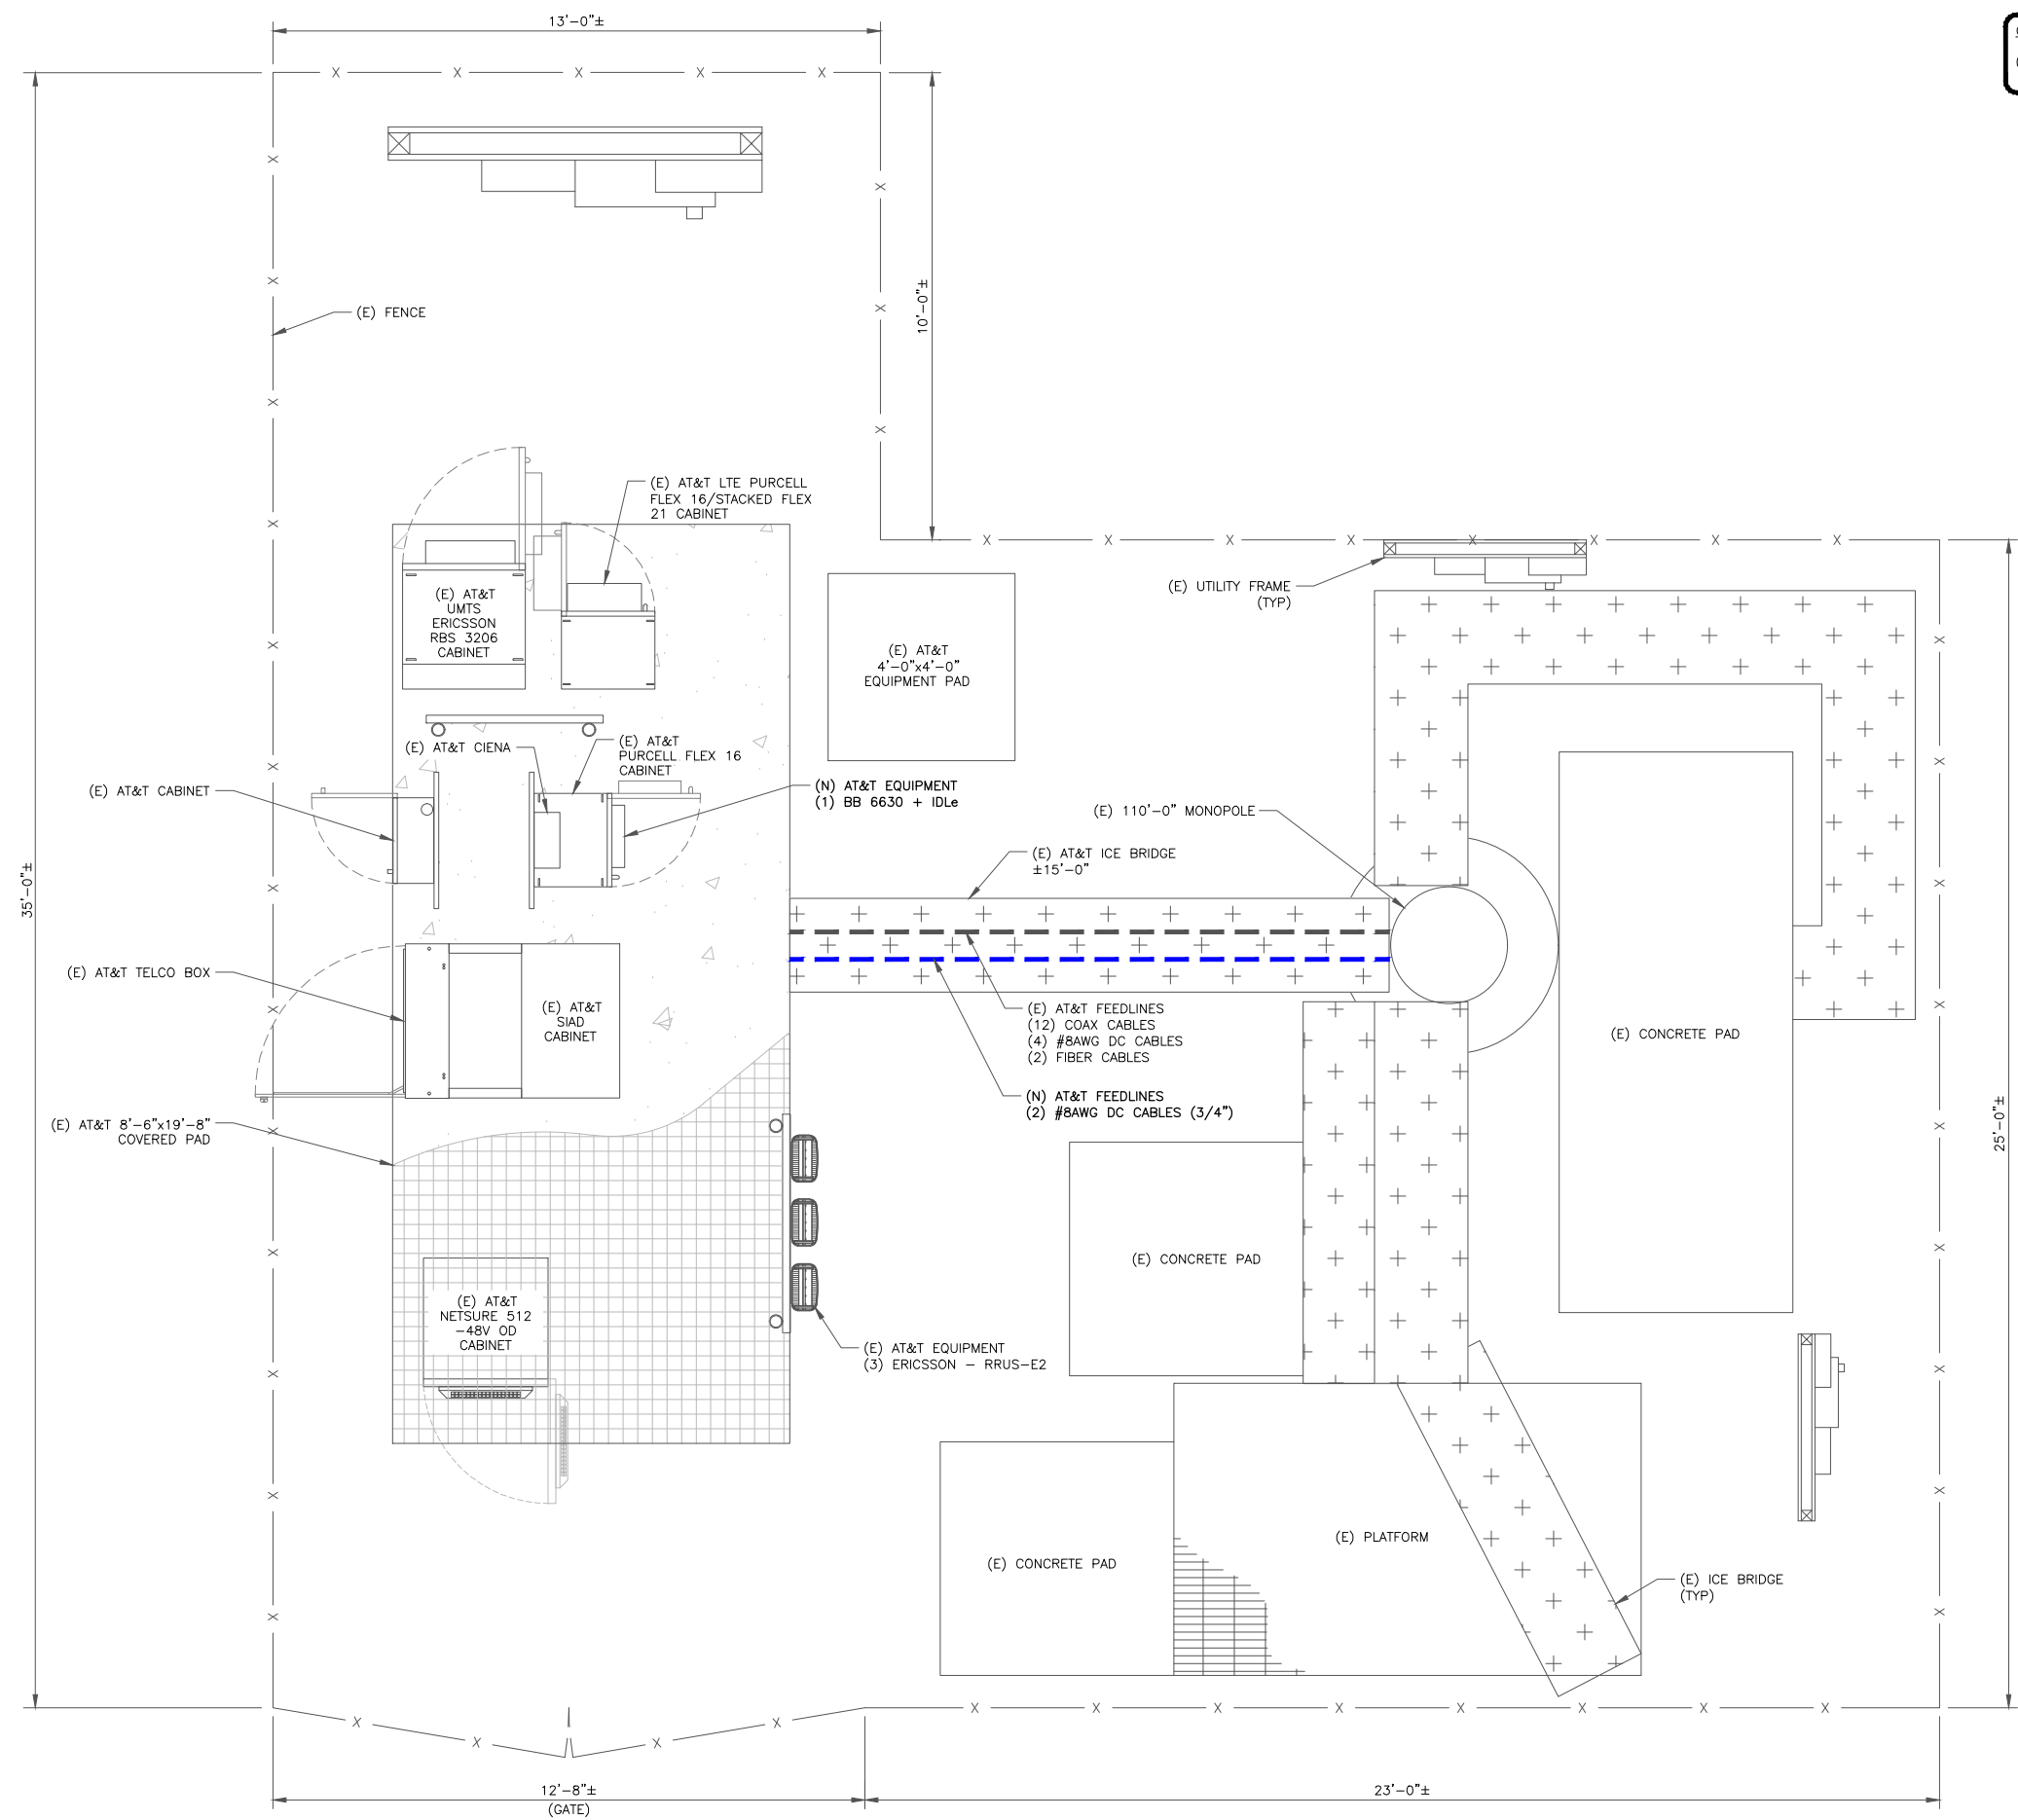 13'-0"±
10'-0"±
(E) FENCE
(E) AT&T LTE PURCELL
FLEX 16/STACKED FLEX
21 CABINET
(E) AT&T
UMTS
ERICSSON
RBS 3206
CABINET
(E) UTILITY FRAME
(TYP)
(E) AT&T
4'-0"x4'-0"
EQUIPMENT PAD
(E) AT&T CIENA
(E) AT&T
PURCELL FLEX 16
CABINET
(E) AT&T CABINET
(N) AT&T EQUIPMENT
(1) BB 6630 + IDLe
(E) 110'-0" MONOPOLE
(E) AT&T ICE BRIDGE
±15'-0"
35'-0"±
(E) AT&T TELCO BOX
(E) AT&T
SIAD
CABINET
(E) AT&T FEEDLINES
(12) COAX CABLES
(4) #8AWG DC CABLES
(2) FIBER CABLES
(E) CONCRETE PAD
(N) AT&T FEEDLINES
(2) #8AWG DC CABLES (3/4")
(E) AT&T 8'-6"x19'-8"
COVERED PAD
25'-0"±
(E) CONCRETE PAD
(E) AT&T
NETSURE 512
-48V OD
CABINET
(E) AT&T EQUIPMENT
(3) ERICSSON - RRUS-E2
(E) PLATFORM
(E) CONCRETE PAD
(E) ICE BRIDGE
(TYP)
12'-8"±
(GATE)
23'-0"±